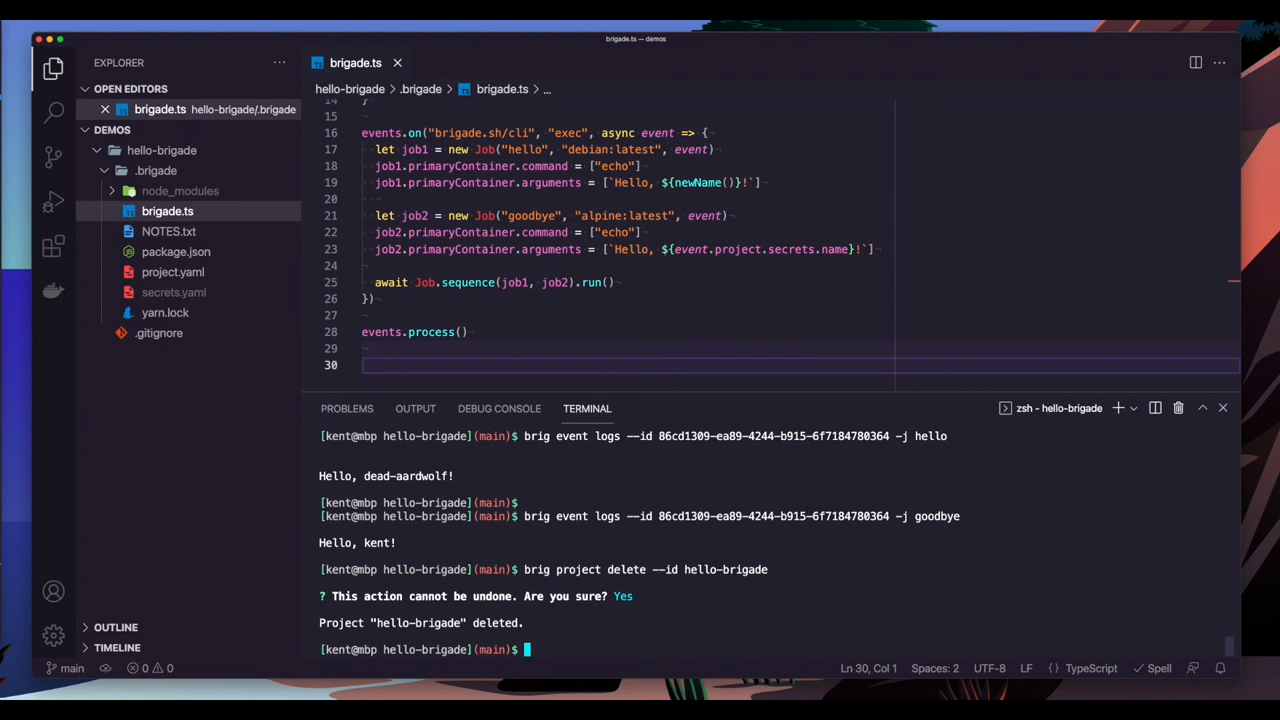 brigade.ts — demos
EXPLORER
OPEN EDITORS
brigade.ts hello-brigade/.brigade
DEMOS
hello-brigade
.brigade
node_modules
brigade.ts
NOTES.txt
package.json
project.yaml
secrets.yaml
yarn.lock
.gitignore
OUTLINE
TIMELINE
brigade.ts
hello-brigade .brigade brigade.ts ...
14 }
15
16 events.on("brigade.sh/cli", "exec", async event => {
17 let job1 = new Job("hello", "debian:latest", event)
18 job1.primaryContainer.command = ["echo"]
19 job1.primaryContainer.arguments = [`Hello, ${newName()}!`]
20
21 let job2 = new Job("goodbye", "alpine:latest", event)
22 job2.primaryContainer.command = ["echo"]
23 job2.primaryContainer.arguments = [`Hello, ${event.project.secrets.name}!`]
24
25 await Job.sequence(job1, job2).run()
26 })
27
28 events.process()
29
30
PROBLEMS OUTPUT DEBUG CONSOLE TERMINAL zsh - hello-brigade
[kent@mbp hello-brigade](main)$ brig event logs --id 86cd1309-ea89-4244-b915-6f7184780364 -j hello
Hello, dead-aardwolf!
[kent@mbp hello-brigade](main)$
[kent@mbp hello-brigade](main)$ brig event logs --id 86cd1309-ea89-4244-b915-6f7184780364 -j goodbye
Hello, kent!
[kent@mbp hello-brigade](main)$ brig project delete --id hello-brigade
? This action cannot be undone. Are you sure? Yes
Project "hello-brigade" deleted.
[kent@mbp hello-brigade](main)$
main 0 0 Ln 30, Col 1 Spaces: 2 UTF-8 LF {} TypeScript Spell